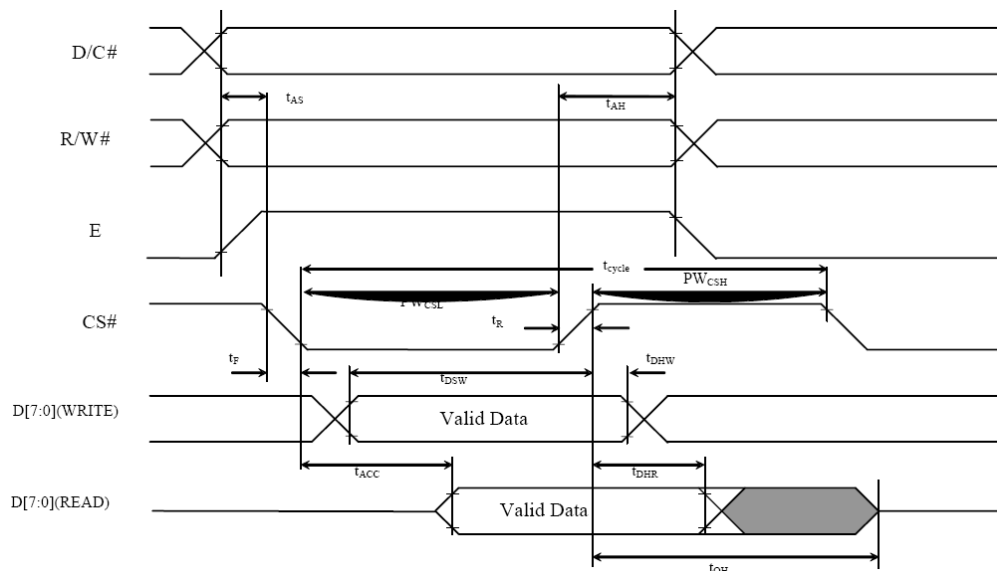 D/C#
tAS
tAH
R/W#
E
tcycle
PWCSL
PWCSH
CS#
tR
tF
tDSW
tDHW
D[7:0](WRITE)
Valid Data
tACC
tDHR
D[7:0](READ)
Valid Data
tOH